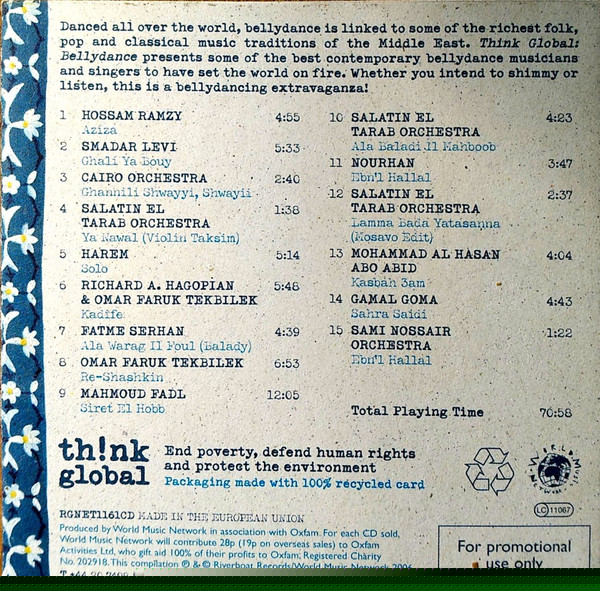 Danced all over the world, bellydance is linked to some of the richest folk,
pop and classical music traditions of the Middle East. Think Global:
Bellydance presents some of the best contemporary bellydance musicians
and singers to have set the world on fire. Whether you intend to shimmy or
listen, this is a bellydancing extravaganza!
1 HOSSAM RAMZY 4:55
Aziza
2 SMADAR LEVI 5:33
Ghali Ya Bouy
3 CAIRO ORCHESTRA 2:40
Ghannili Shwayyi, Shwayii
4 SALATIN EL
TARAB ORCHESTRA 1:38
Ya Nawal (Violin Taksim)
5 HAREM 5:14
Solo
6 RICHARD A. HAGOPIAN 5:48
& OMAR FARUK TEKBILEK
Kadife
7 FATME SERHAN 4:39
Ala Warag Il Foul (Balady)
8 OMAR FARUK TEKBILEK 6:53
Re-Shashkin
9 MAHMOUD FADL 12:05
Siret El Hobb
10 SALATIN EL 4:23
TARAB ORCHESTRA
Ala Baladi Il Mahboob
11 NOURHAN 3:47
Ebn'l Hallal
12 SALATIN EL 2:37
TARAB ORCHESTRA
Lamma Bada Yatasanna
(Mosavo Edit)
13 MOHAMMAD AL HASAN 4:04
ABO ABID
Kasbah 3am
14 GAMAL GOMA 4:43
Sahra Saidi
15 SAMI NOSSAIR 1:22
ORCHESTRA
Ebn'l Hallal
Total Playing Time 70:58
th!nk
global
End poverty, defend human rights
and protect the environment
Packaging made with 100% recycled card
WORLD MUSIC NETWORK
LC 11067
RGNET1161CD MADE IN THE EUROPEAN UNION
Produced by World Music Network in association with Oxfam. For each CD sold,
World Music Network will contribute 28p (19p on overseas sales) to Oxfam
Activities Ltd, who gift aid 100% of their profits to Oxfam, Registered Charity
No. 202918. This compilation ℗ & © Riverboat Records/World Music Network 2006
For promotional
use only